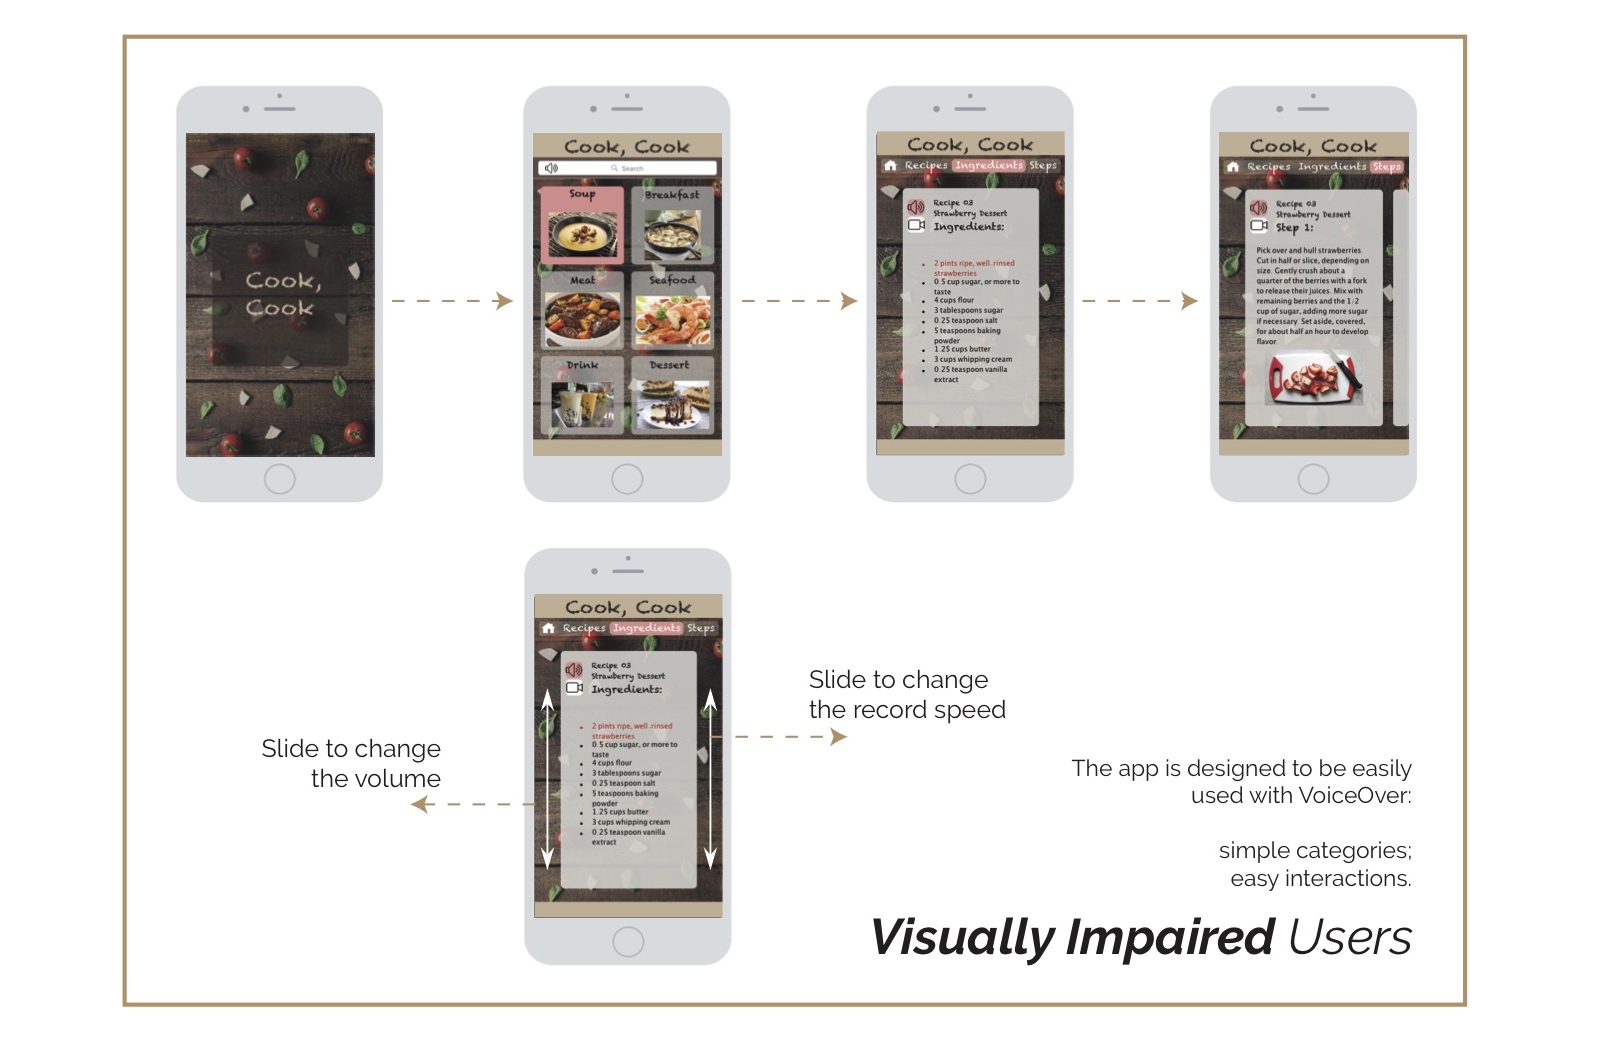 Cook,
Cook
Cook, Cook
Search
Soup
Breakfast
Meat
Seafood
Drink
Dessert
Cook, Cook
Recipes Ingredients Steps
Recipe 03
Strawberry Dessert
Ingredients:
2 pints ripe, well-rinsed
strawberries
0.5 cup sugar, or more to
taste
4 cups flour
3 tablespoons sugar
0.25 teaspoon salt
5 teaspoons baking
powder
1.25 cups butter
3 cups whipping cream
0.25 teaspoon vanilla
extract
Cook, Cook
Recipes Ingredients Steps
Recipe 03
Strawberry Dessert
Step 1:
Pick over and hull strawberries
Cut in half or slice, depending on
size. Gently crush about a
quarter of the berries with a fork
to release their juices. Mix with
remaining berries and the 1/2
cup of sugar, adding more sugar
if necessary. Set aside, covered,
for about half an hour to develop
flavor.
Cook, Cook
Recipes Ingredients Steps
Recipe 03
Strawberry Dessert
Ingredients:
2 pints ripe, well-rinsed
strawberries
0.5 cup sugar, or more to
taste
4 cups flour
3 tablespoons sugar
0.25 teaspoon salt
5 teaspoons baking
powder
1.25 cups butter
3 cups whipping cream
0.25 teaspoon vanilla
extract
Slide to change
the volume
Slide to change
the record speed
The app is designed to be easily
used with VoiceOver:
simple categories;
easy interactions.
Visually Impaired Users